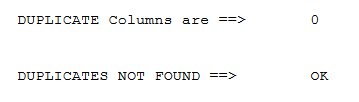 DUPLICATE Columns are ==> 0
DUPLICATES NOT FOUND ==> OK